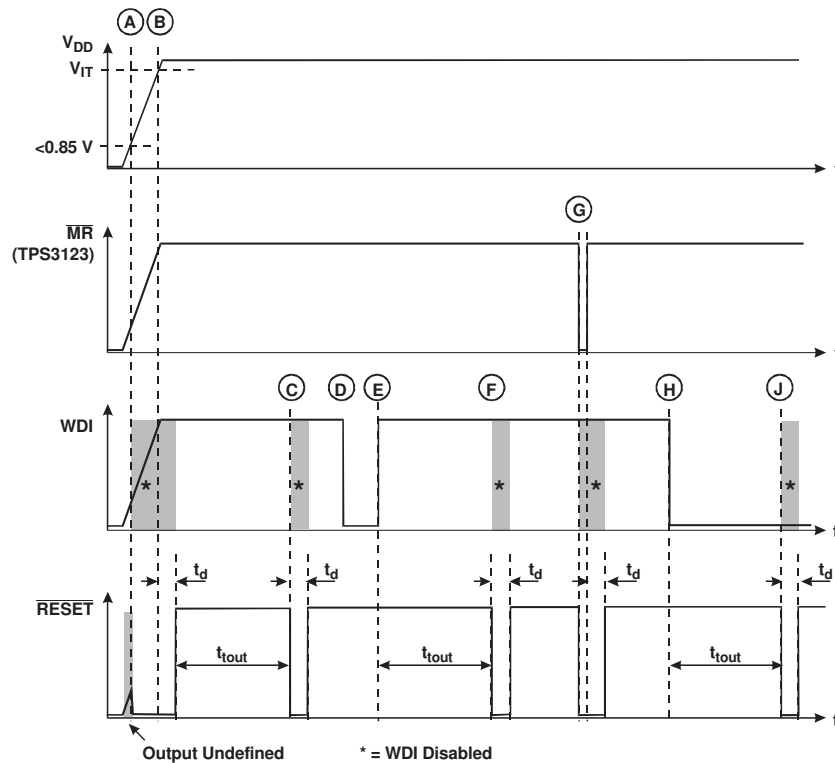 A B
VDD
VIT
<0.85 V
t
G
MR
(TPS3123)
t
C D E F H J
WDI
* * * * *
t
td td td td td
RESET
ttout ttout ttout
t
Output Undefined * = WDI Disabled